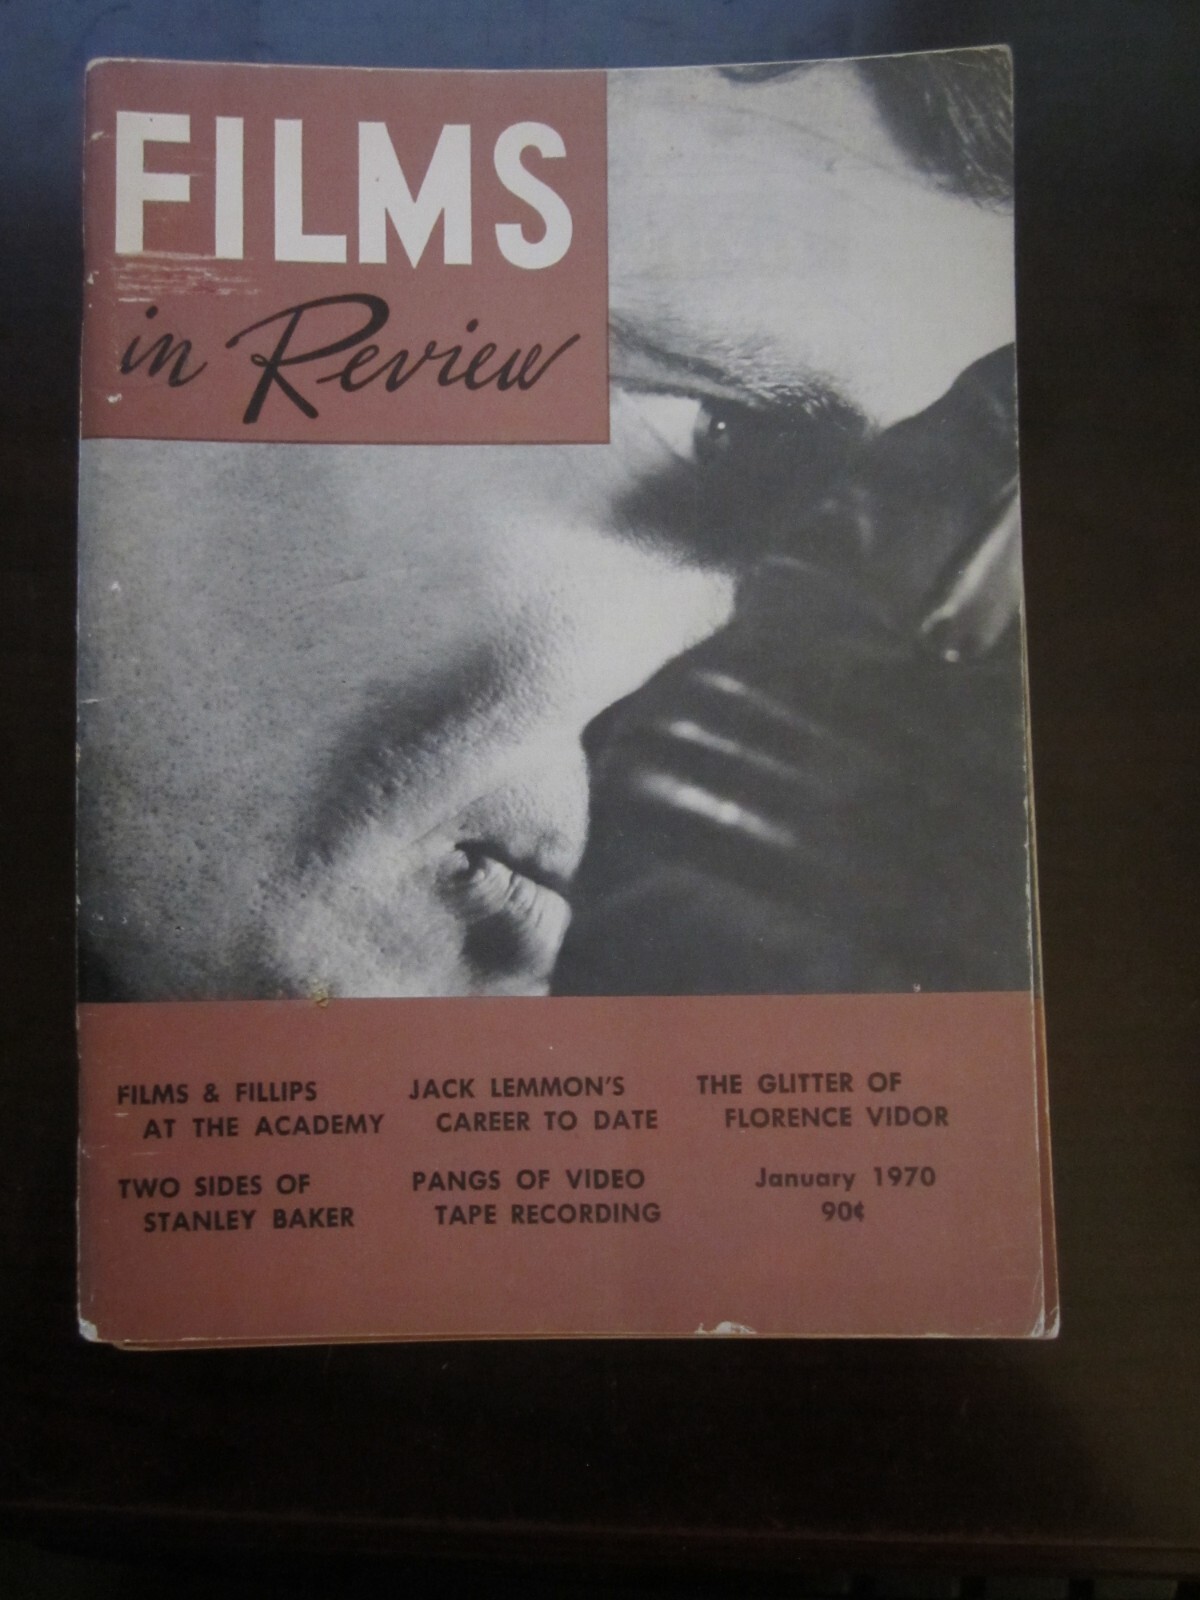 FILMS
in Review
FILMS & FILLIPS
AT THE ACADEMY
JACK LEMMON'S
CAREER TO DATE
THE GLITTER OF
FLORENCE VIDOR
TWO SIDES OF
STANLEY BAKER
PANGS OF VIDEO
TAPE RECORDING
January 1970
90¢